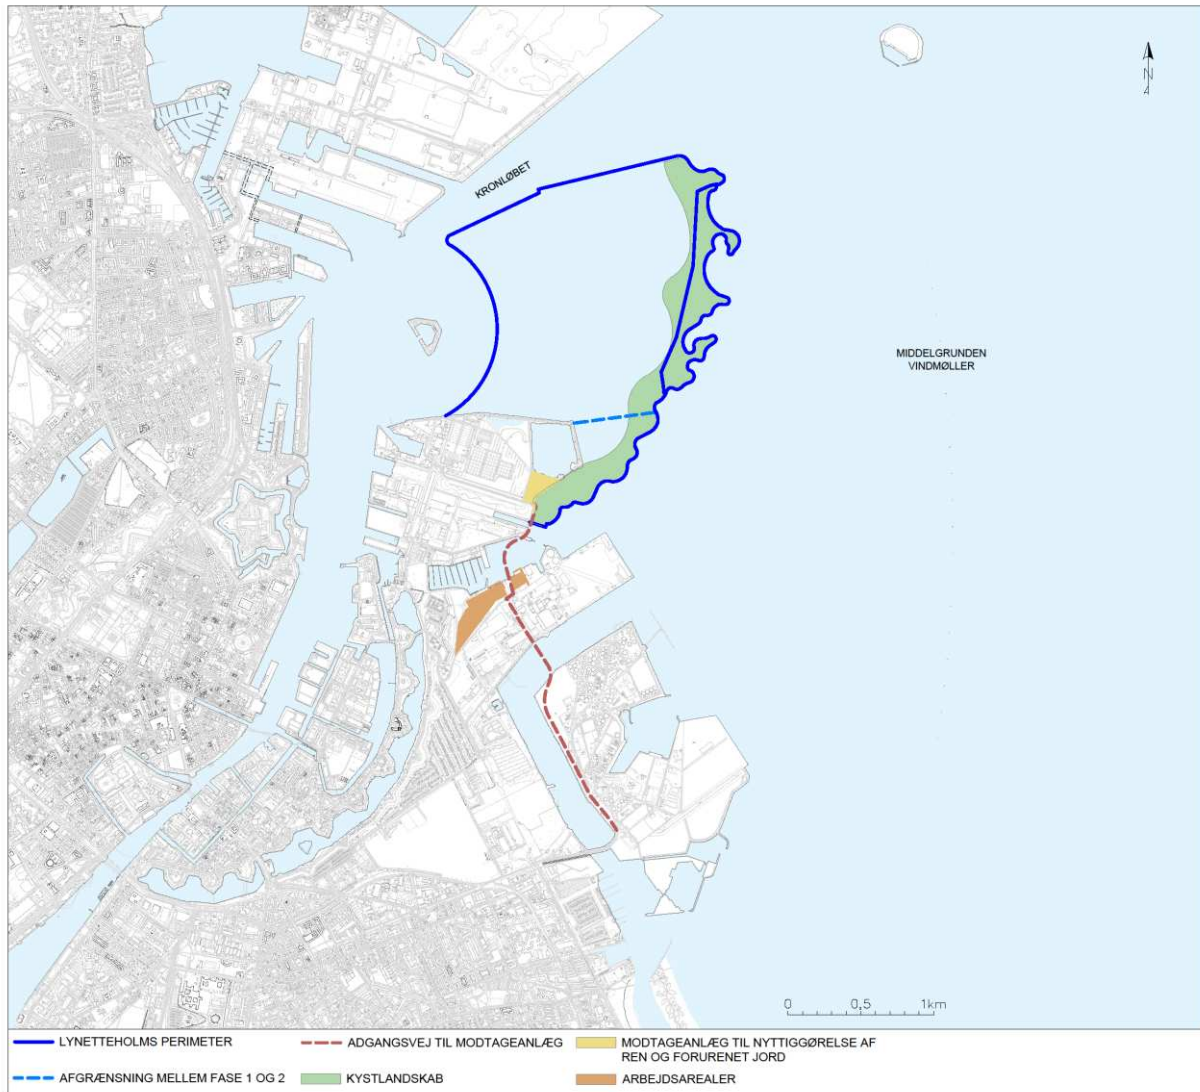 N
KRONLØBET
MIDDELGRUNDEN
VINDMØLLER
0 0,5 1km
LYNETTEHOLMS PERIMETER
ADGANGSVEJ TIL MODTAGEANLÆG
MODTAGEANLÆG TIL NYTTIGGØRELSE AF
REN OG FORURENET JORD
AFGRÆNSNING MELLEM FASE 1 OG 2
KYSTLANDSKAB
ARBEJDSAREALER